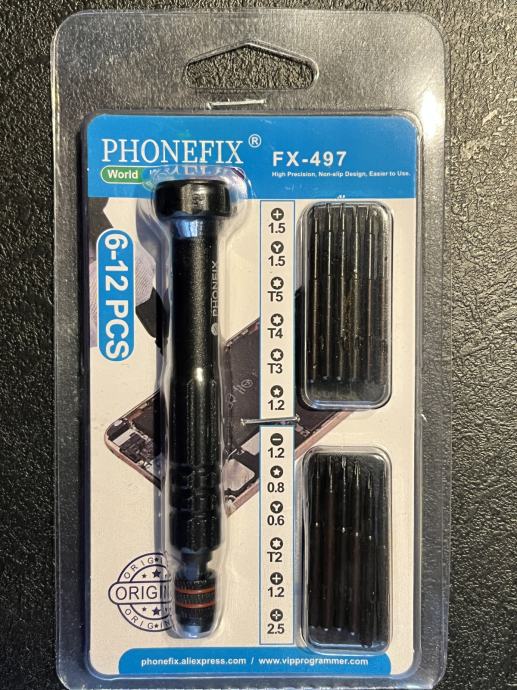 PHONEFIX®
World
FX-497
High Precision, Non-slip Design, Easier to Use.
6-12 PCS
PHONEFIX
1.5
1.5
T5
T4
T3
1.2
1.2
0.8
0.6
T2
1.2
2.5
ORIGIN
phonefix.aliexpress.com / www.vipprogrammer.com